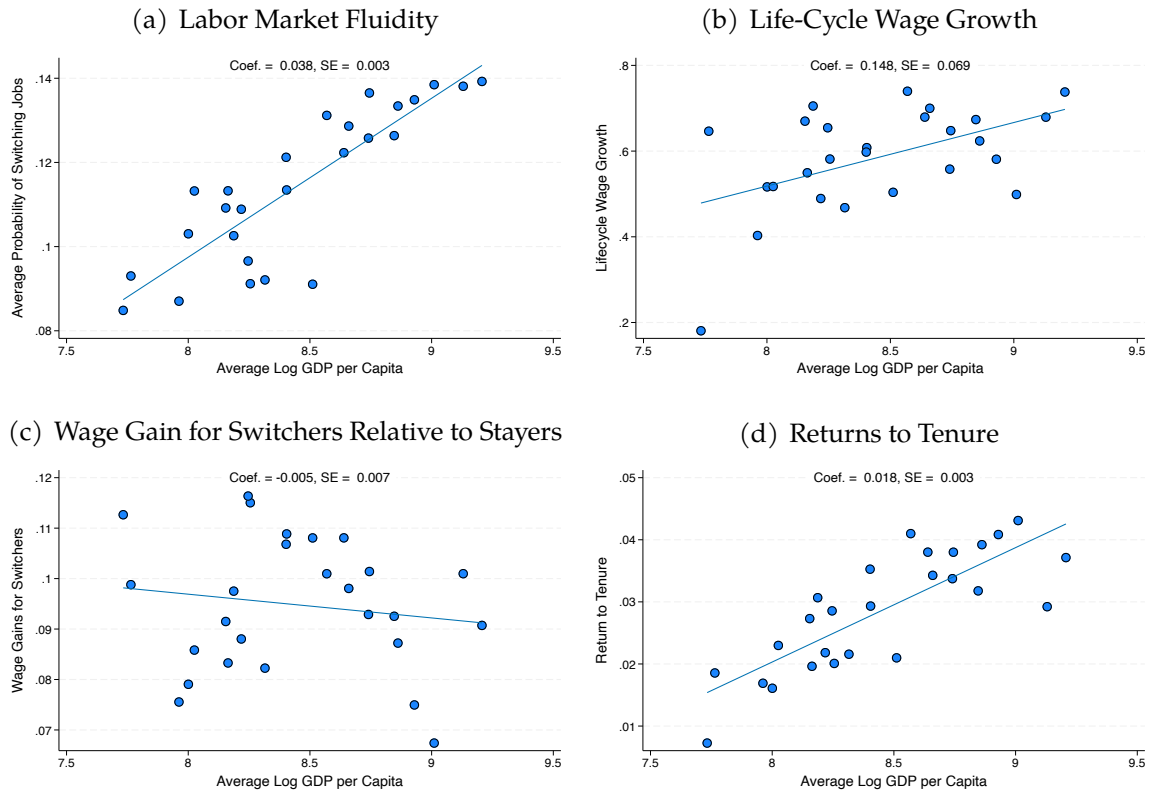 (a) Labor Market Fluidity
Coef. = 0.038, SE = 0.003
Average Probability of Switching Jobs
.14
.12
.1
.08
7.5 8 8.5 9 9.5
Average Log GDP per Capita
(b) Life-Cycle Wage Growth
Coef. = 0.148, SE = 0.069
Lifecycle Wage Growth
.8
.6
.4
.2
7.5 8 8.5 9 9.5
Average Log GDP per Capita
(c) Wage Gain for Switchers Relative to Stayers
Coef. = -0.005, SE = 0.007
Wage Gains for Switchers
.12
.11
.1
.09
.08
.07
7.5 8 8.5 9 9.5
Average Log GDP per Capita
(d) Returns to Tenure
Coef. = 0.018, SE = 0.003
Return to Tenure
.05
.04
.03
.02
.01
7.5 8 8.5 9 9.5
Average Log GDP per Capita